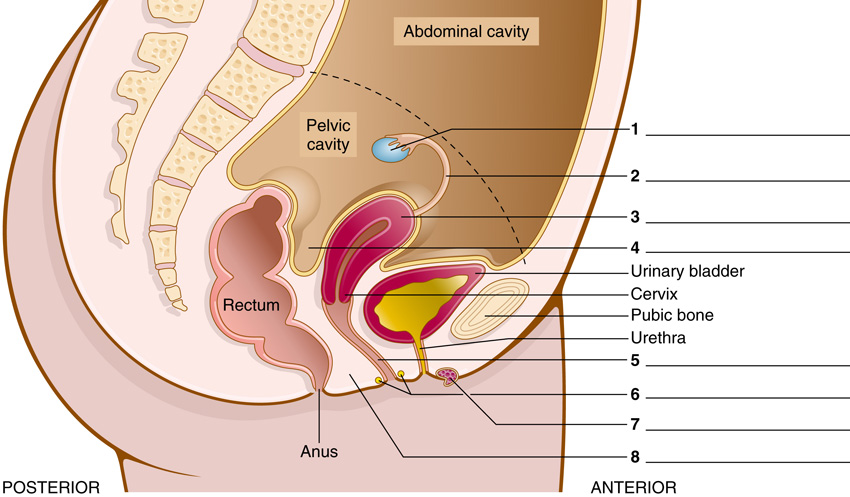 Abdominal cavity
Pelvic
cavity
1
2
3
4
Urinary bladder
Cervix
Pubic bone
Urethra
Rectum
5
6
7
8
Anus
POSTERIOR
ANTERIOR